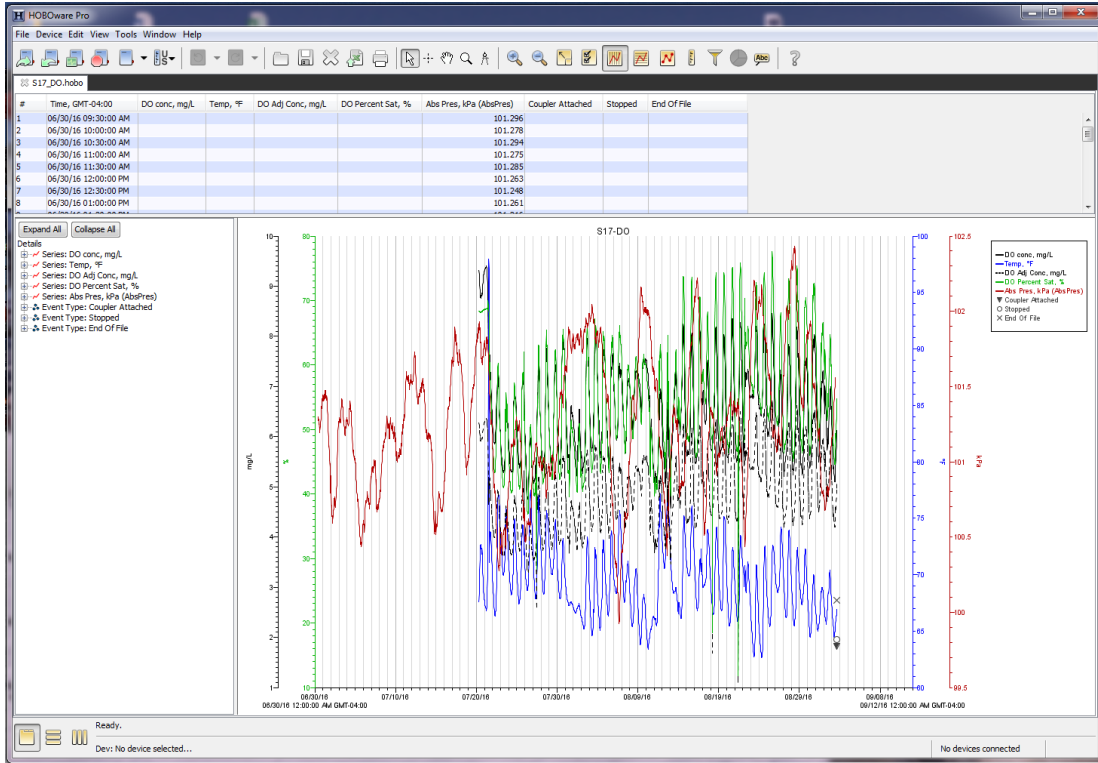 HOBOware Pro
File Device Edit View Tools Window Help
S17_DO.hobo
# Time, GMT-04:00 DO conc, mg/L Temp, °F DO Adj Conc, mg/L DO Percent Sat, % Abs Pres, kPa (AbsPres) Coupler Attached Stopped End Of File
1 06/30/16 09:30:00 AM 101.296
2 06/30/16 10:00:00 AM 101.278
3 06/30/16 10:30:00 AM 101.294
4 06/30/16 11:00:00 AM 101.275
5 06/30/16 11:30:00 AM 101.285
6 06/30/16 12:00:00 PM 101.263
7 06/30/16 12:30:00 PM 101.248
8 06/30/16 01:00:00 PM 101.261
Expand All Collapse All
Details
Series: DO conc, mg/L
Series: Temp, °F
Series: DO Adj Conc, mg/L
Series: DO Percent Sat, %
Series: Abs Pres, kPa (AbsPres)
Event Type: Coupler Attached
Event Type: Stopped
Event Type: End Of File
S17-DO
10 80 100 102.5
9 70 95 102
8 60 90 101.5
7 50 85 101
6 40 80 100.5
5 30 75 100
4 20 70 99.5
3 10 65
2 60
1
mg/L % kPa
DO conc, mg/L
Temp, °F
DO Adj Conc, mg/L
DO Percent Sat, %
Abs Pres, kPa (AbsPres)
Coupler Attached
Stopped
End Of File
06/30/16 07/10/16 07/20/16 07/30/16 08/09/16 08/19/16 08/29/16 09/08/16
06/30/16 12:00:00 AM GMT-04:00 09/12/16 12:00:00 AM GMT-04:00
Ready.
Dev: No device selected... No devices connected